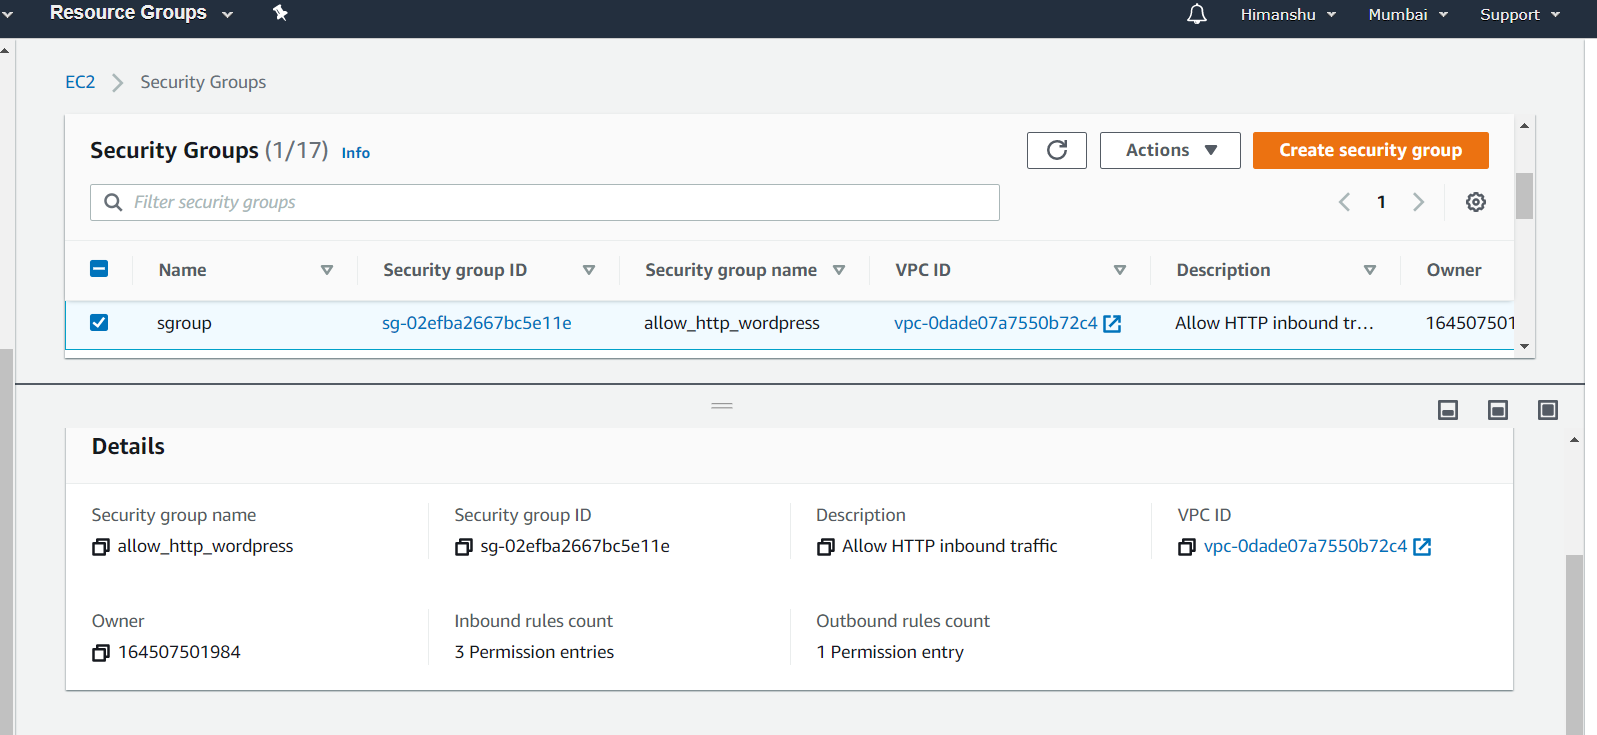 Resource Groups Himanshu Mumbai Support
EC2 Security Groups
Security Groups (1/17) Info Actions Create security group
Filter security groups 1
Name Security group ID Security group name VPC ID Description Owner
sgroup sg-02efba2667bc5e11e allow_http_wordpress vpc-0dade07a7550b72c4 Allow HTTP inbound tr... 164507501
Details
Security group name Security group ID Description VPC ID
allow_http_wordpress sg-02efba2667bc5e11e Allow HTTP inbound traffic vpc-0dade07a7550b72c4
Owner Inbound rules count Outbound rules count
164507501984 3 Permission entries 1 Permission entry